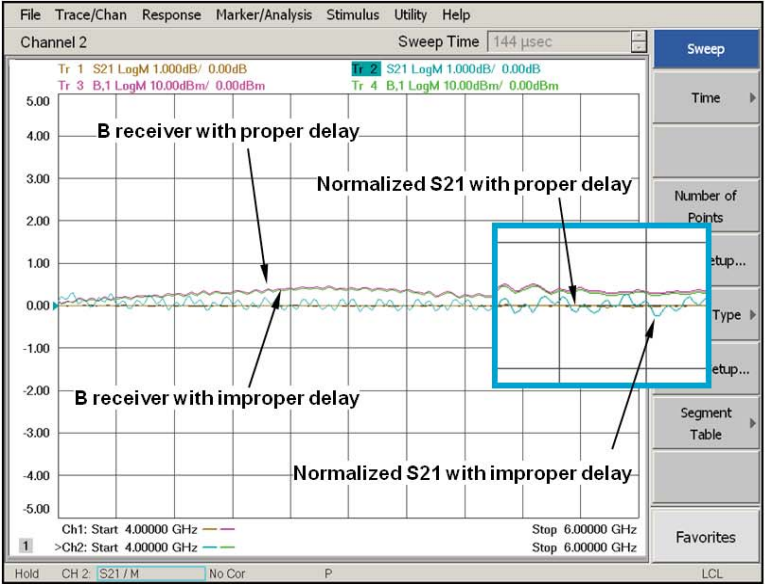 File Trace/Chan Response Marker/Analysis Stimulus Utility Help
Channel 2 Sweep Time 144 µsec
Sweep
Tr 1 S21 LogM 1.000dB/ 0.00dB Tr 2 S21 LogM 1.000dB/ 0.00dB
Tr 3 B,1 LogM 10.00dBm/ 0.00dBm Tr 4 B,1 LogM 10.00dBm/ 0.00dBm
Time
5.00
B receiver with proper delay
4.00
3.00
Normalized S21 with proper delay
Number of
Points
2.00
etup...
1.00
0.00
Type
-1.00
etup...
-2.00
B receiver with improper delay
Segment
Table
-3.00
Normalized S21 with improper delay
-4.00
-5.00
Ch1: Start 4.00000 GHz Stop 6.00000 GHz
1 >Ch2: Start 4.00000 GHz Stop 6.00000 GHz
Favorites
Hold CH 2: S21 / M No Cor P LCL